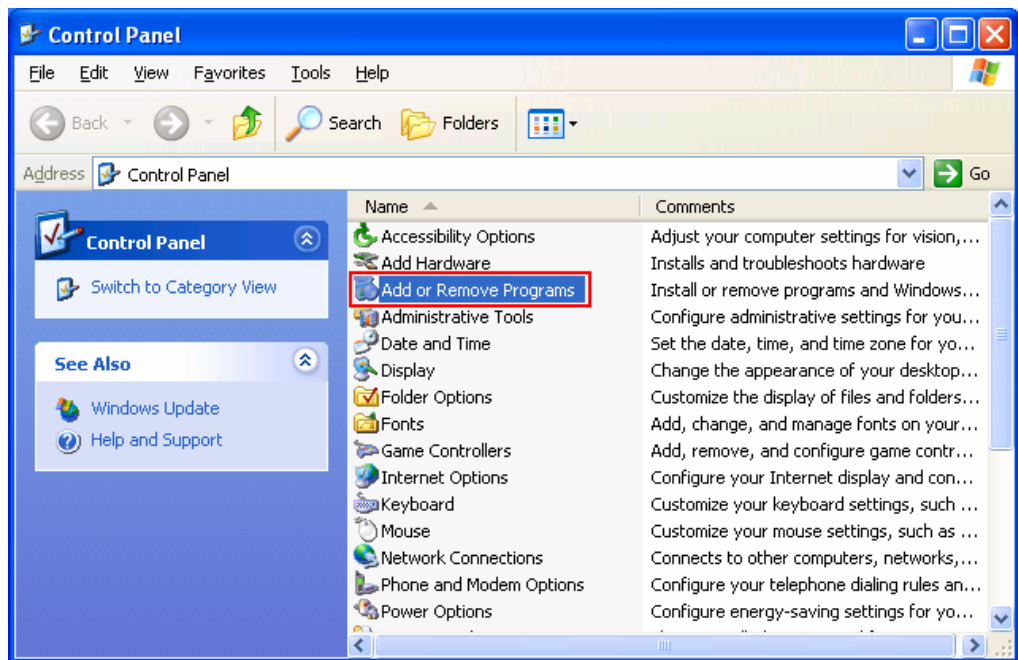 Control Panel
File Edit View Favorites Tools Help
Back Search Folders
Address Control Panel Go
Control Panel
Switch to Category View
See Also
Windows Update
Help and Support
Name Comments
Accessibility Options Adjust your computer settings for vision,...
Add Hardware Installs and troubleshoots hardware
Add or Remove Programs Install or remove programs and Windows...
Administrative Tools Configure administrative settings for you...
Date and Time Set the date, time, and time zone for yo...
Display Change the appearance of your desktop...
Folder Options Customize the display of files and folders...
Fonts Add, change, and manage fonts on your...
Game Controllers Add, remove, and configure game contr...
Internet Options Configure your Internet display and con...
Keyboard Customize your keyboard settings, such ...
Mouse Customize your mouse settings, such as ...
Network Connections Connects to other computers, networks,...
Phone and Modem Options Configure your telephone dialing rules an...
Power Options Configure energy-saving settings for yo...